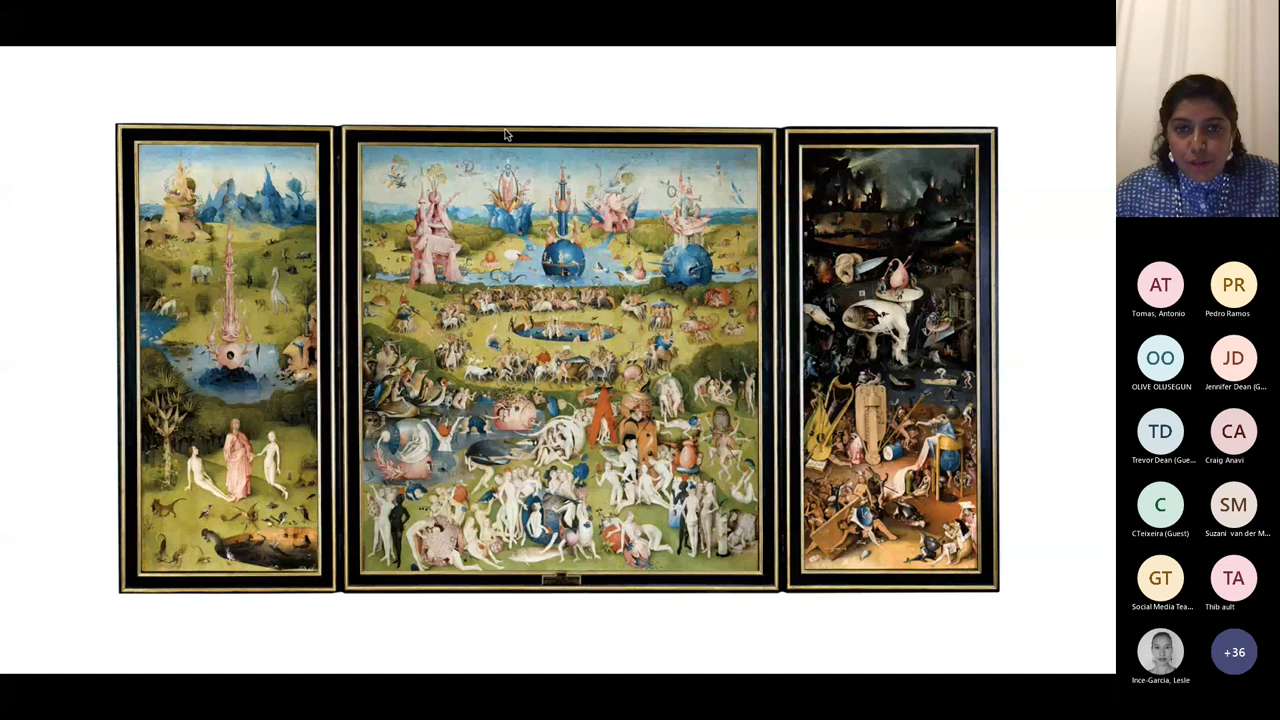 AT
PR
Tomas, Antonio
Pedro Ramos
OO
JD
OLIVE OLUSEGUN
Jennifer Dean (G...
TD
CA
Trevor Dean (Gue...
Craig Anavi
C
SM
CTeixeira (Guest)
Suzani van der M...
GT
TA
Social Media Tea...
Thib ault
+36
Ince-Garcia, Lesle